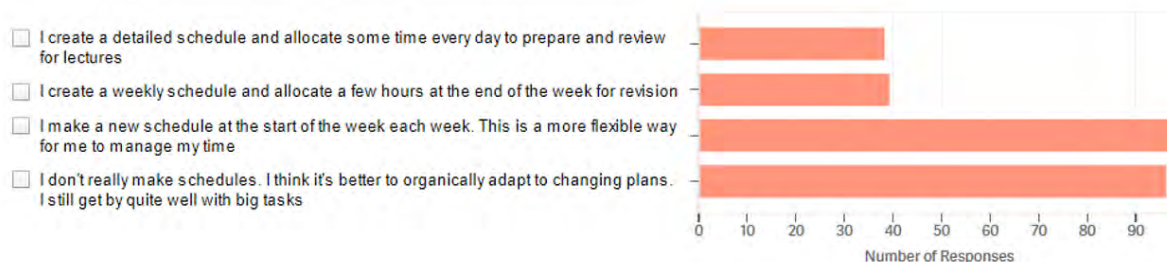 I create a detailed schedule and allocate some time every day to prepare and review
for lectures
I create a weekly schedule and allocate a few hours at the end of the week for revision
I make a new schedule at the start of the week each week. This is a more flexible way
for me to manage my time
I don't really make schedules. I think it's better to organically adapt to changing plans.
I still get by quite well with big tasks
0 10 20 30 40 50 60 70 80 90
Number of Responses